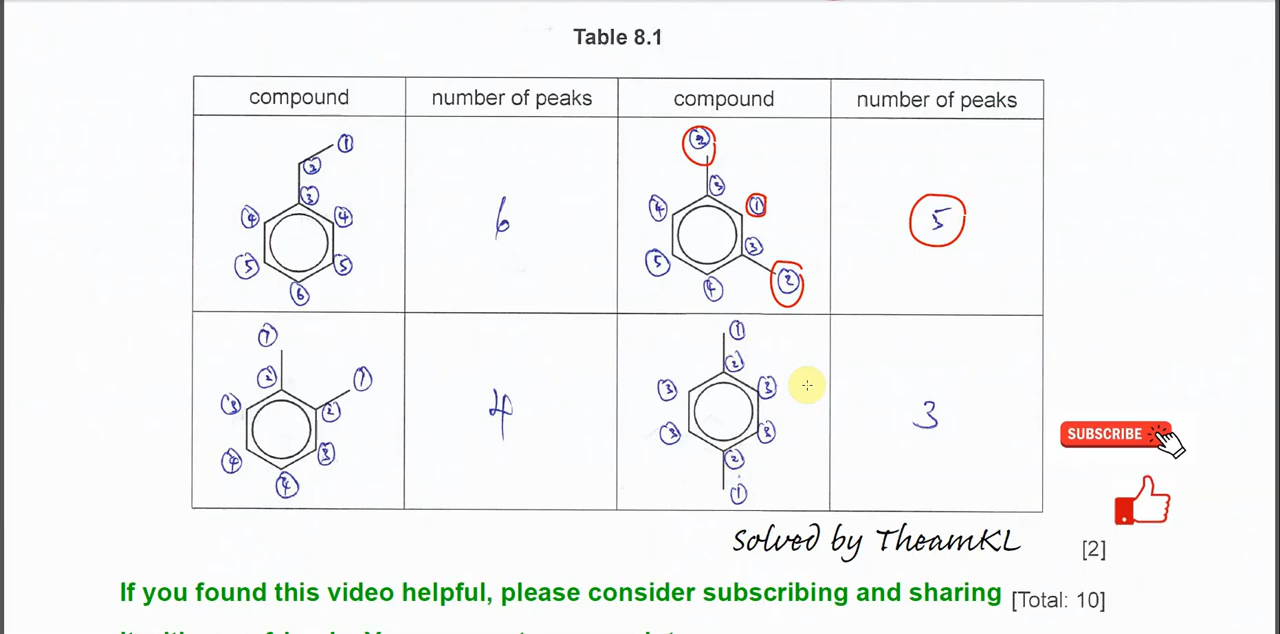 Table 8.1
compound number of peaks compound number of peaks
① ② ③ ④ ④ ⑤ ⑤ ⑥
6
② ③ ① ④ ③ ⑤ ④ ②
5
① ② ① ③ ② ④ ③ ④
4
① ② ③ ③ ③ ③ ② ①
3
SUBSCRIBE
Solved by TheamKL
[2]
If you found this video helpful, please consider subscribing and sharing
[Total: 10]